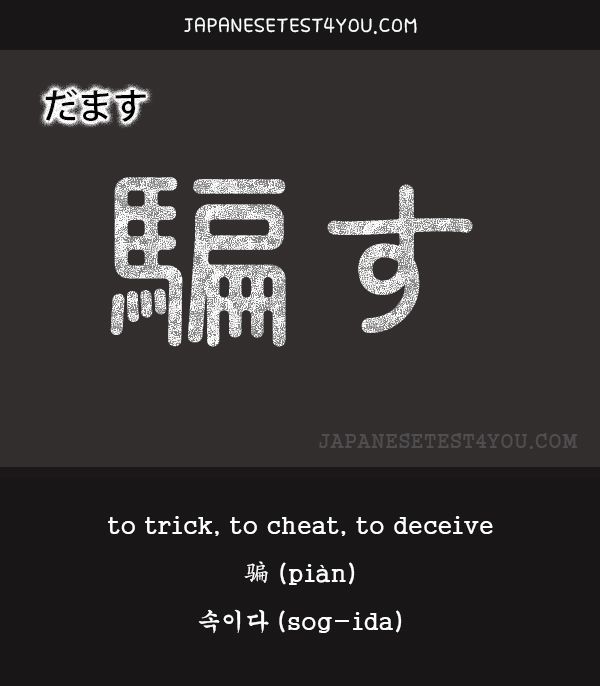 JAPANESETEST4YOU.COM
だます
騙す
JAPANESETEST4YOU.COM
to trick, to cheat, to deceive
骗 (piàn)
속이다 (sog-ida)